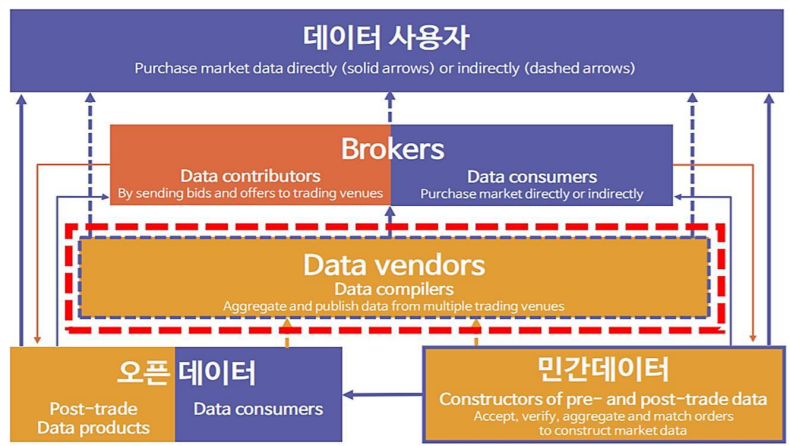 데이터 사용자
Purchase market data directly (solid arrows) or indirectly (dashed arrows)
Brokers
Data contributors
By sending bids and offers to trading venues
Data consumers
Purchase market directly or indirectly
Data vendors
Data compilers
Aggregate and publish data from multiple trading venues
오픈 데이터
Post-trade
Data products
Data consumers
민간데이터
Constructors of pre- and post-trade data
Accept, verify, aggregate and match orders
to construct market data